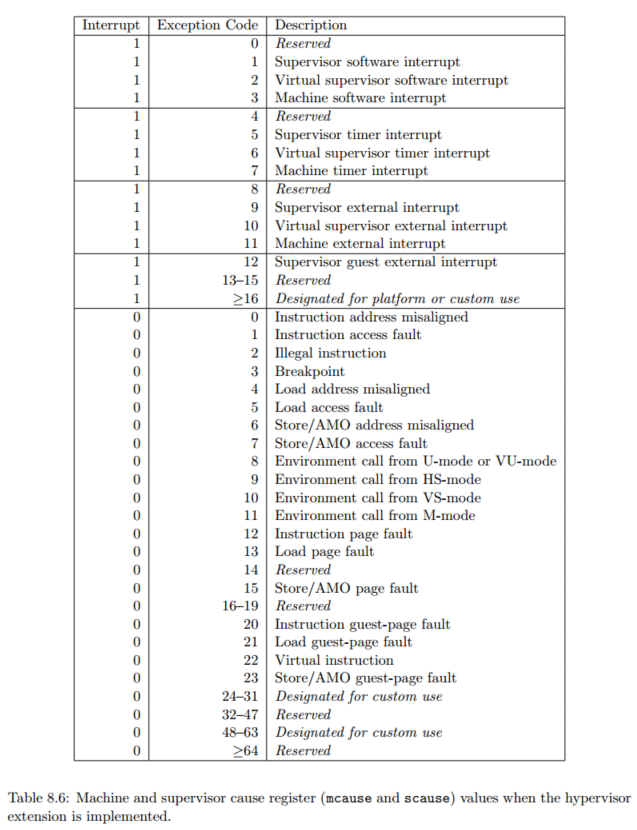 Interrupt Exception Code Description
1 0 Reserved
1 1 Supervisor software interrupt
1 2 Virtual supervisor software interrupt
1 3 Machine software interrupt
1 4 Reserved
1 5 Supervisor timer interrupt
1 6 Virtual supervisor timer interrupt
1 7 Machine timer interrupt
1 8 Reserved
1 9 Supervisor external interrupt
1 10 Virtual supervisor external interrupt
1 11 Machine external interrupt
1 12 Supervisor guest external interrupt
1 13–15 Reserved
1 ≥16 Designated for platform or custom use
0 0 Instruction address misaligned
0 1 Instruction access fault
0 2 Illegal instruction
0 3 Breakpoint
0 4 Load address misaligned
0 5 Load access fault
0 6 Store/AMO address misaligned
0 7 Store/AMO access fault
0 8 Environment call from U-mode or VU-mode
0 9 Environment call from HS-mode
0 10 Environment call from VS-mode
0 11 Environment call from M-mode
0 12 Instruction page fault
0 13 Load page fault
0 14 Reserved
0 15 Store/AMO page fault
0 16–19 Reserved
0 20 Instruction guest-page fault
0 21 Load guest-page fault
0 22 Virtual instruction
0 23 Store/AMO guest-page fault
0 24–31 Designated for custom use
0 32–47 Reserved
0 48–63 Designated for custom use
0 ≥64 Reserved
Table 8.6: Machine and supervisor cause register (mcause and scause) values when the hypervisor
extension is implemented.